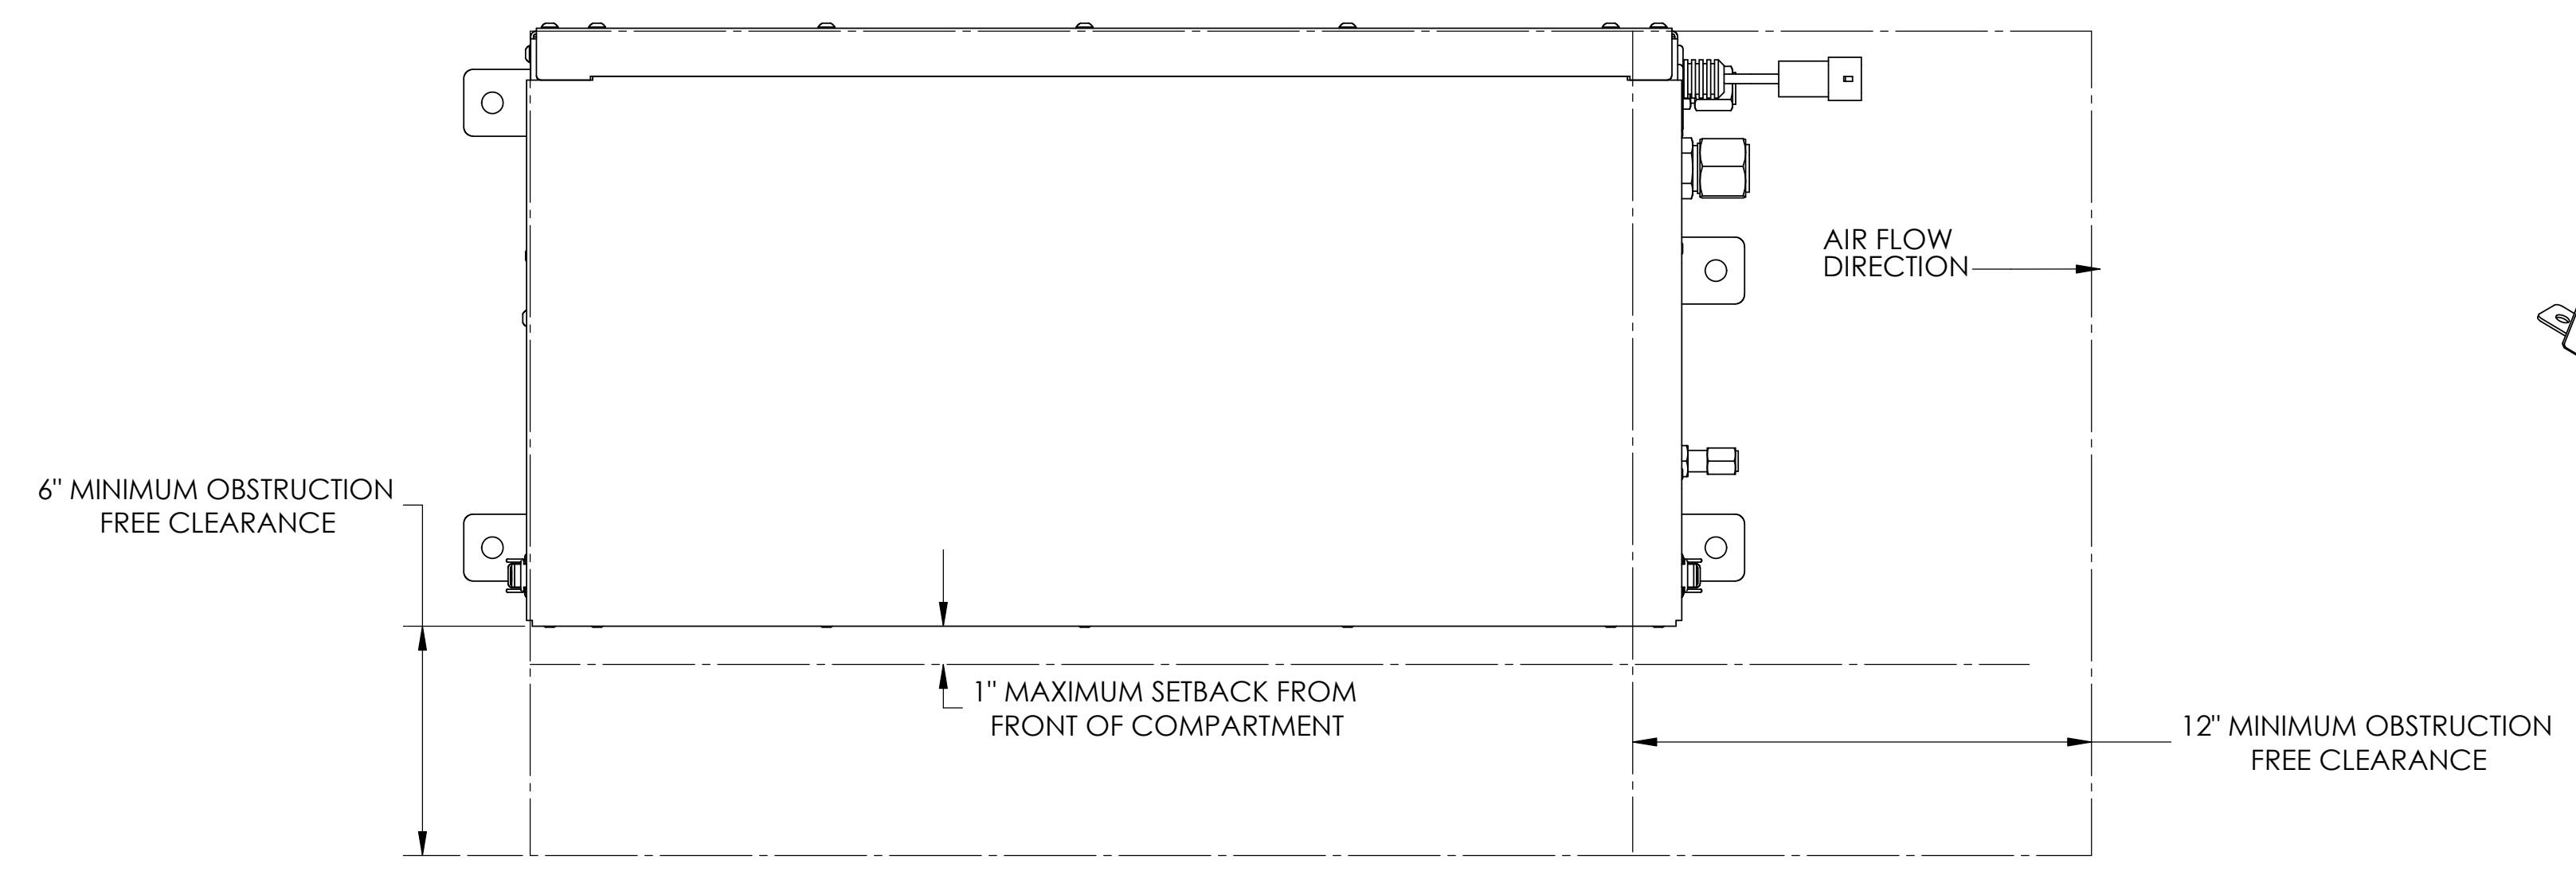 AIR FLOW
DIRECTION
6" MINIMUM OBSTRUCTION
FREE CLEARANCE
1" MAXIMUM SETBACK FROM
FRONT OF COMPARTMENT
12" MINIMUM OBSTRUCTION
FREE CLEARANCE